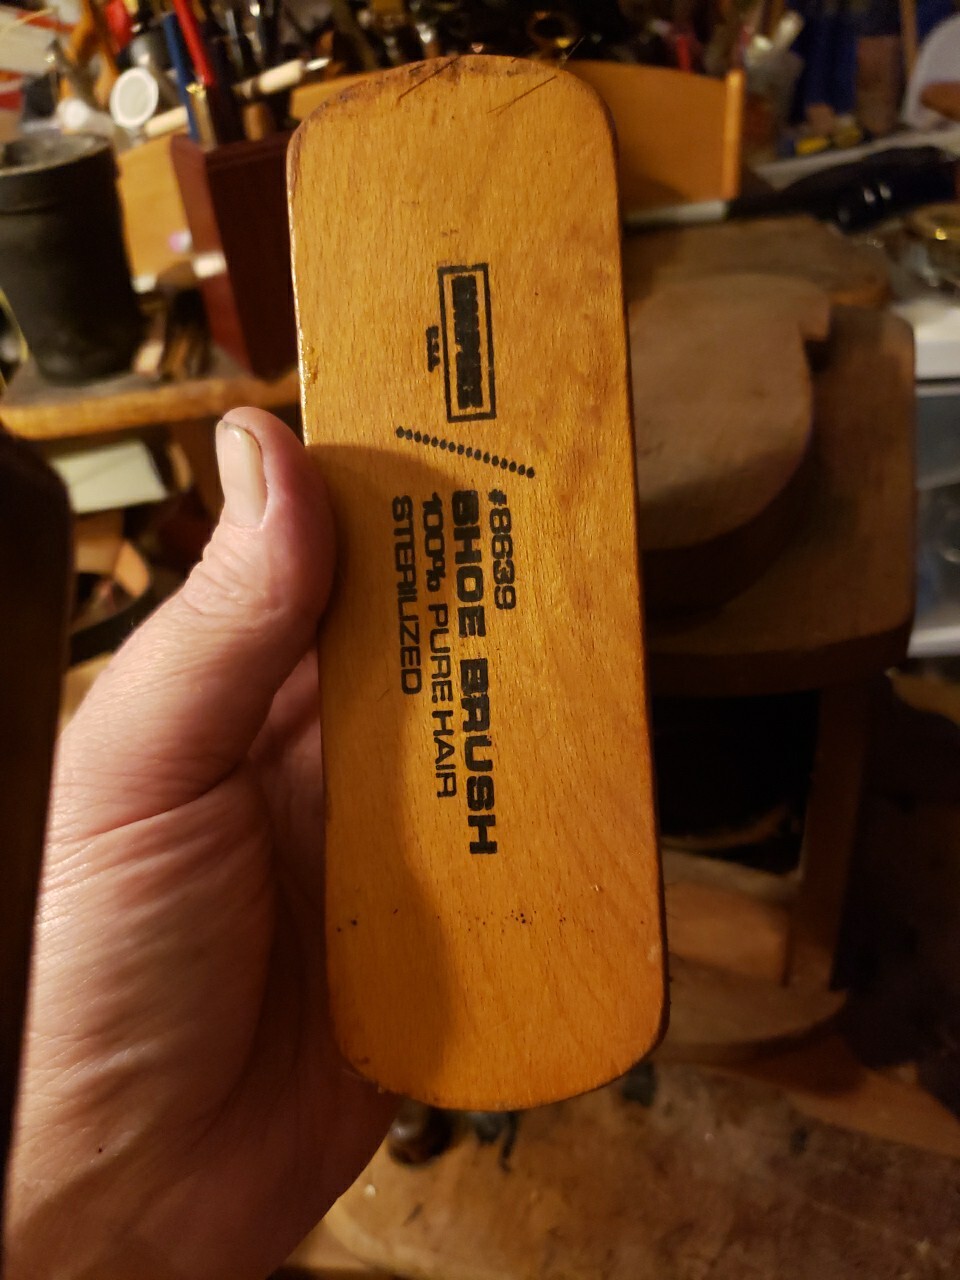 #8639
SHOE BRUSH
100% PURE HAIR
STERILIZED